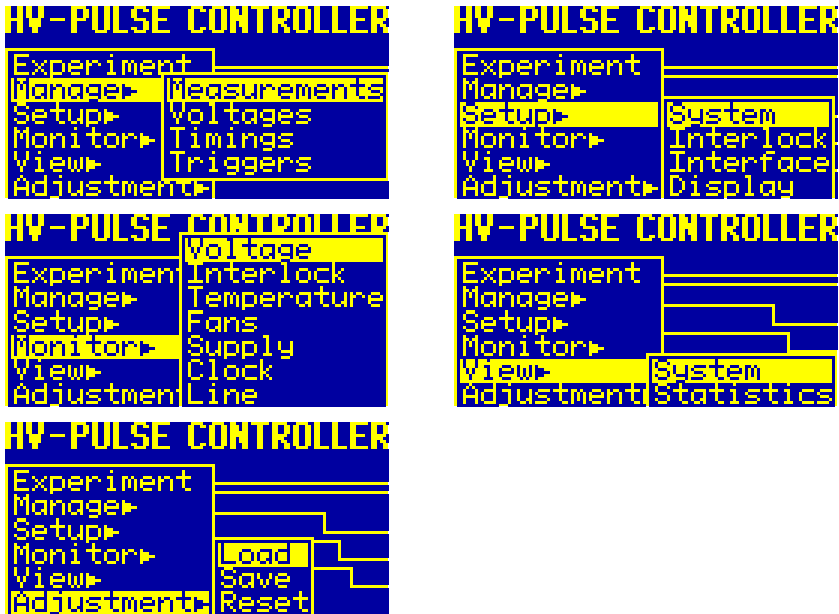 HV-PULSE CONTROLLER
Experiment
Manage▶ Measurements
Setup▶ Voltages
Monitor▶ Timings
View▶ Triggers
Adjustment▶
HV-PULSE CONTROLLER
Experiment
Manage▶
Setup▶ System
Monitor▶ Interlock
View▶ Interface
Adjustment▶ Display
HV-PULSE CONTROLLER
Voltage
Experiment Interlock
Manage▶ Temperature
Setup▶ Fans
Monitor▶ Supply
View▶ Clock
Adjustment Line
HV-PULSE CONTROLLER
Experiment
Manage▶
Setup▶
Monitor▶
View▶ System
Adjustment Statistics
HV-PULSE CONTROLLER
Experiment
Manage▶
Setup▶
Monitor▶ Load
View▶ Save
Adjustment▶ Reset